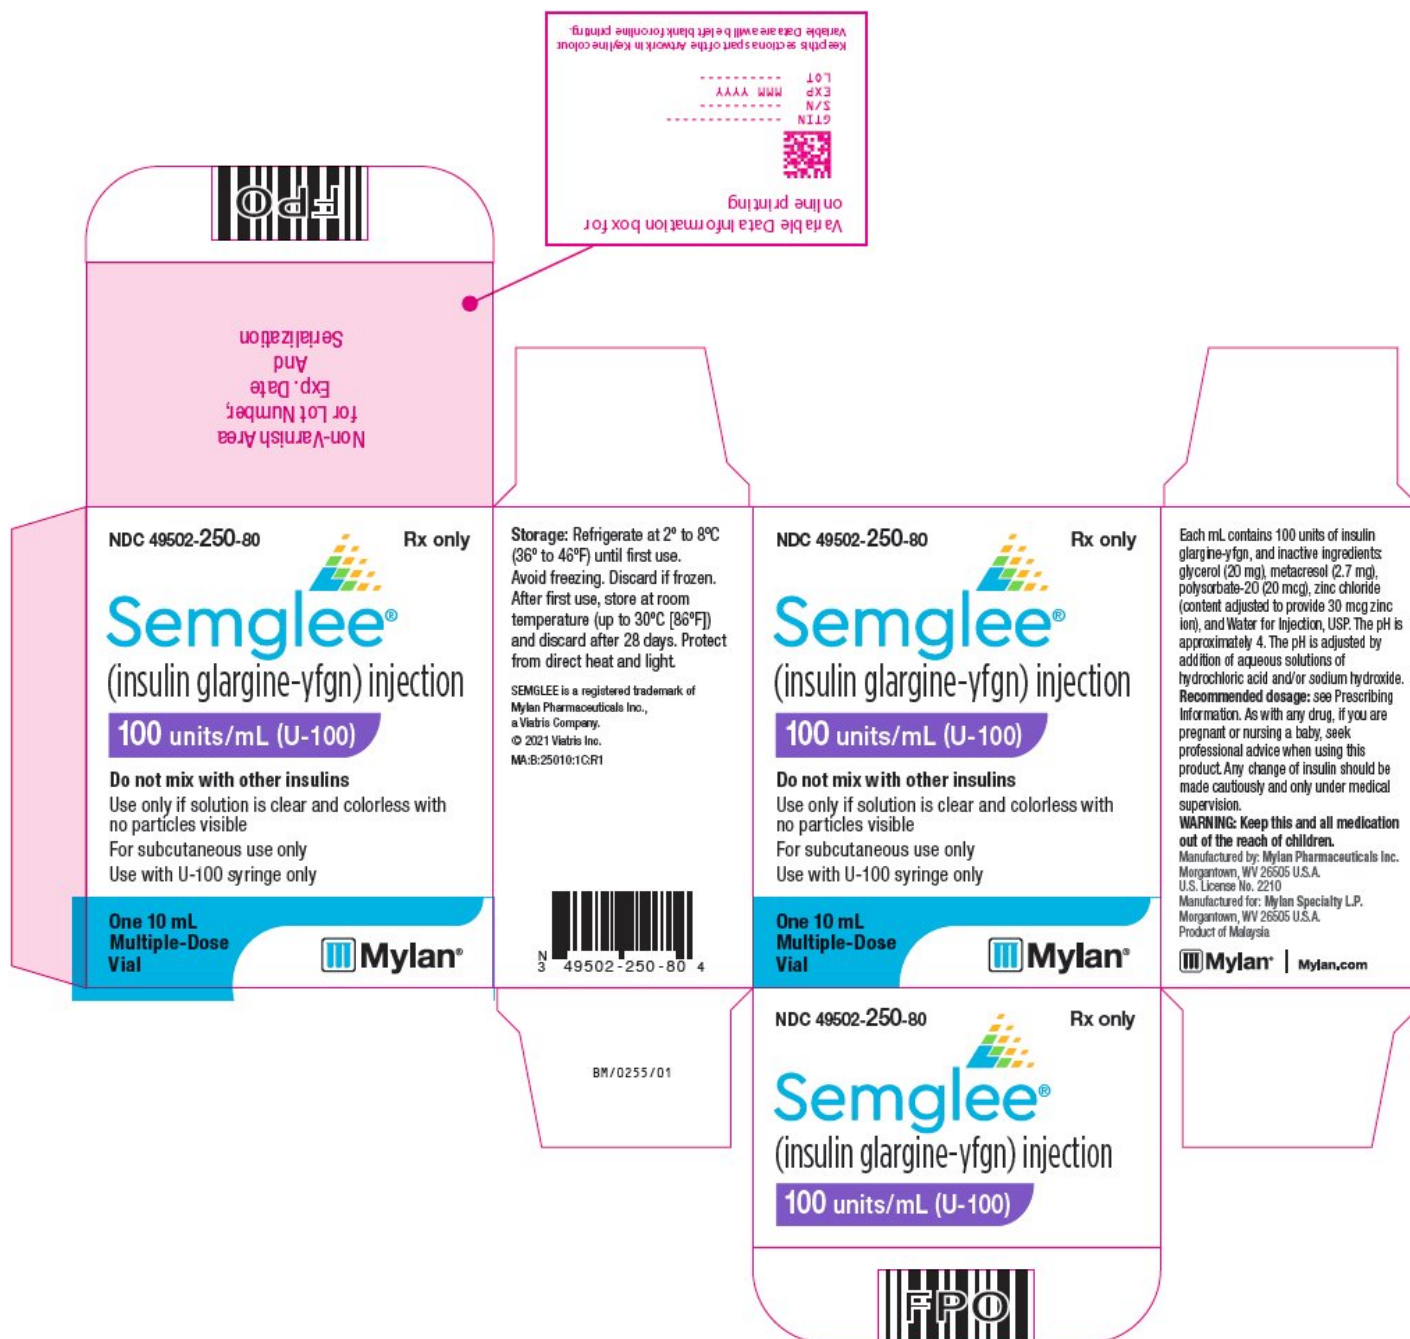 Keep this section as part of the Artwork in Keyline colour
Variable Data area will be left blank for online printing.
LOT ----------
EXP MMM YYYY
S/N ----------
GTIN --------------
Variable Data Information box for
on line printing
FPO
Non-Varnish Area
for Lot Number,
Exp. Date
And
Serialization
NDC 49502-250-80 Rx only
Semglee®
(insulin glargine-yfgn) injection
100 units/mL (U-100)
Do not mix with other insulins
Use only if solution is clear and colorless with
no particles visible
For subcutaneous use only
Use with U-100 syringe only
One 10 mL
Multiple-Dose
Vial
Mylan®
Storage: Refrigerate at 2º to 8ºC
(36º to 46ºF) until first use.
Avoid freezing. Discard if frozen.
After first use, store at room
temperature (up to 30ºC [86ºF])
and discard after 28 days. Protect
from direct heat and light.
SEMGLEE is a registered trademark of
Mylan Pharmaceuticals Inc.,
a Viatris Company.
© 2021 Viatris Inc.
MA:B:25010:1C:R1
N
3 49502-250-80 4
BM/0255/01
NDC 49502-250-80 Rx only
Semglee®
(insulin glargine-yfgn) injection
100 units/mL (U-100)
Do not mix with other insulins
Use only if solution is clear and colorless with
no particles visible
For subcutaneous use only
Use with U-100 syringe only
One 10 mL
Multiple-Dose
Vial
Mylan®
NDC 49502-250-80 Rx only
Semglee®
(insulin glargine-yfgn) injection
100 units/mL (U-100)
FPO
Each mL contains 100 units of insulin
glargine-yfgn, and inactive ingredients:
glycerol (20 mg), metacresol (2.7 mg),
polysorbate-20 (20 mcg), zinc chloride
(content adjusted to provide 30 mcg zinc
ion), and Water for Injection, USP. The pH is
approximately 4. The pH is adjusted by
addition of aqueous solutions of
hydrochloric acid and/or sodium hydroxide.
Recommended dosage: see Prescribing
Information. As with any drug, if you are
pregnant or nursing a baby, seek
professional advice when using this
product. Any change of insulin should be
made cautiously and only under medical
supervision.
WARNING: Keep this and all medication
out of the reach of children.
Manufactured by: Mylan Pharmaceuticals Inc.
Morgantown, WV 26505 U.S.A.
U.S. License No. 2210
Manufactured for: Mylan Specialty L.P.
Morgantown, WV 26505 U.S.A.
Product of Malaysia
Mylan® | Mylan.com